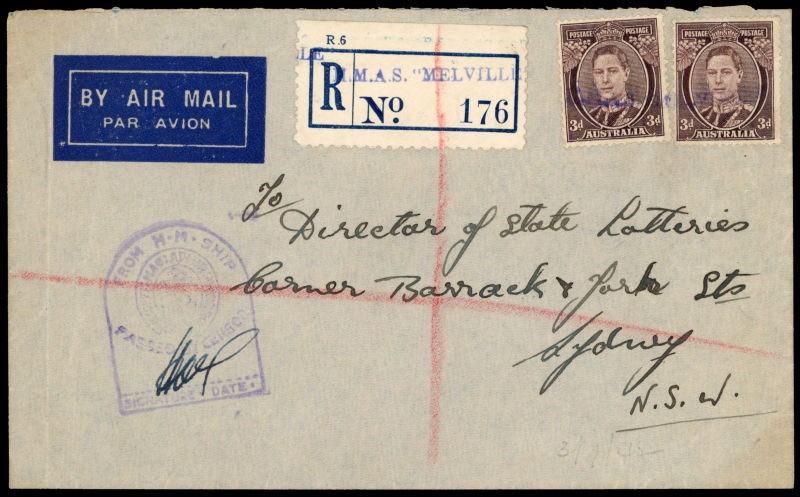 BY AIR MAIL
PAR AVION
R.6
H.M.A.S. "MELVILLE
R No. 176
POSTAGE POSTAGE
3d AUSTRALIA 3d
POSTAGE POSTAGE
3d AUSTRALIA 3d
To
Director of State Lotteries
Corner Barrack & York Sts
Sydney
N.S.W.
FROM H·M·SHIP
PASSED CENSOR
SIGNATURE DATE